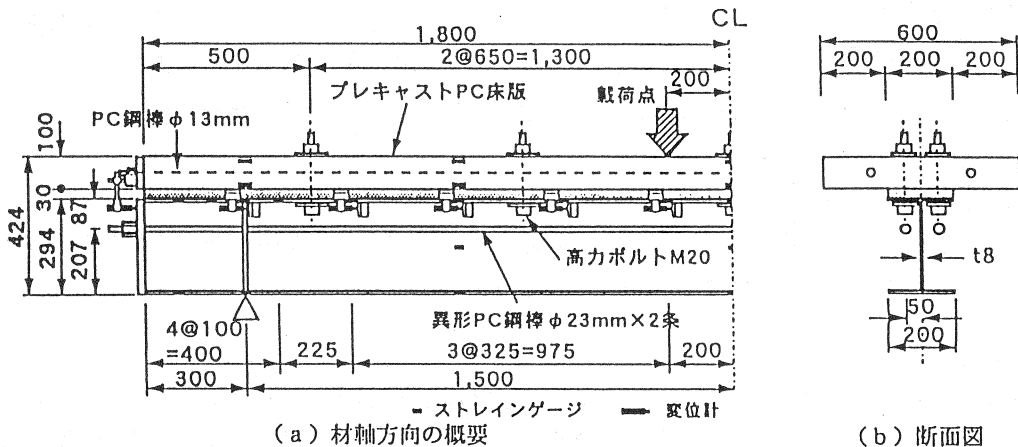 CL
1,800
500
2@650=1,300
200
プレキャストPC床版
載荷点
PC鋼棒φ13mm
100
30
87
424
294
207
高力ボルトM20
異形PC鋼棒φ23mm×2条
4@100
=400
225
3@325=975
200
300
1,500
ストレインゲージ
変位計
(a)材軸方向の概要
600
200
200
200
t8
50
200
(b)断面図